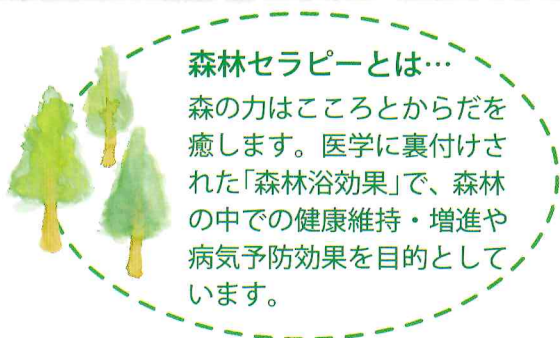 森林セラピーとは…
森の力はこころとからだを
癒します。医学に裏付けさ
れた「森林浴効果」で、森林
の中での健康維持・増進や
病気予防効果を目的として
います。